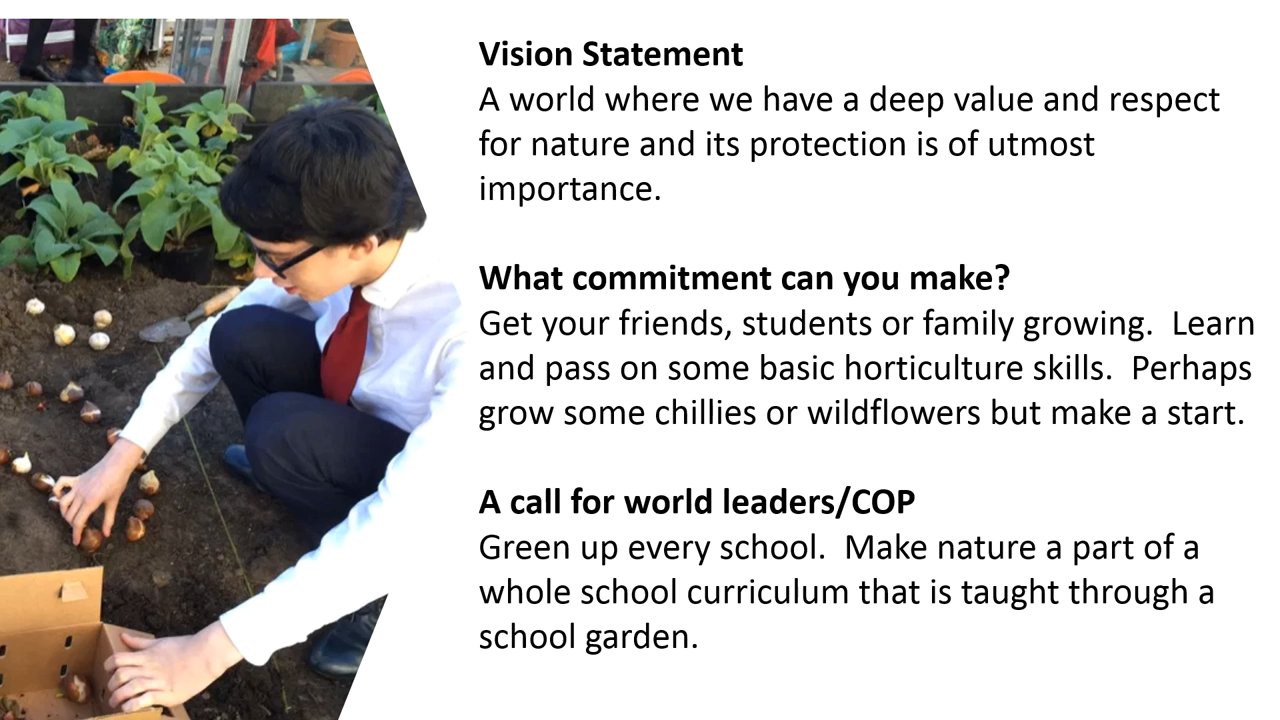 Vision Statement
A world where we have a deep value and respect
for nature and its protection is of utmost
importance.
What commitment can you make?
Get your friends, students or family growing.  Learn
and pass on some basic horticulture skills.  Perhaps
grow some chillies or wildflowers but make a start.
A call for world leaders/COP
Green up every school.  Make nature a part of a
whole school curriculum that is taught through a
school garden.